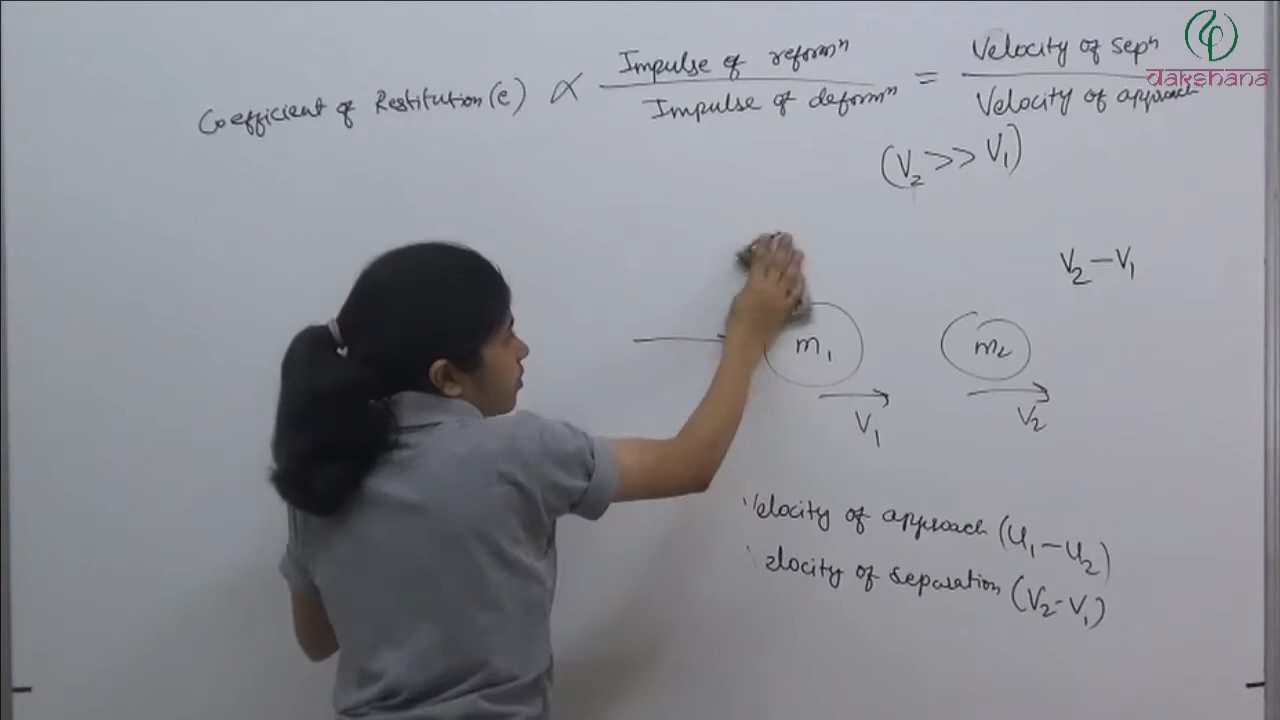 Coefficient of Restitution (e) ∝ Impulse of reformⁿ / Impulse of deformⁿ = Velocity of sepⁿ / Velocity of approach
dakshana
(V₂ >> V₁)
V₂ - V₁
m₁ m₂
V₁ V₂
Velocity of approach (U₁ - U₂)
elocity of separation (V₂ - V₁)